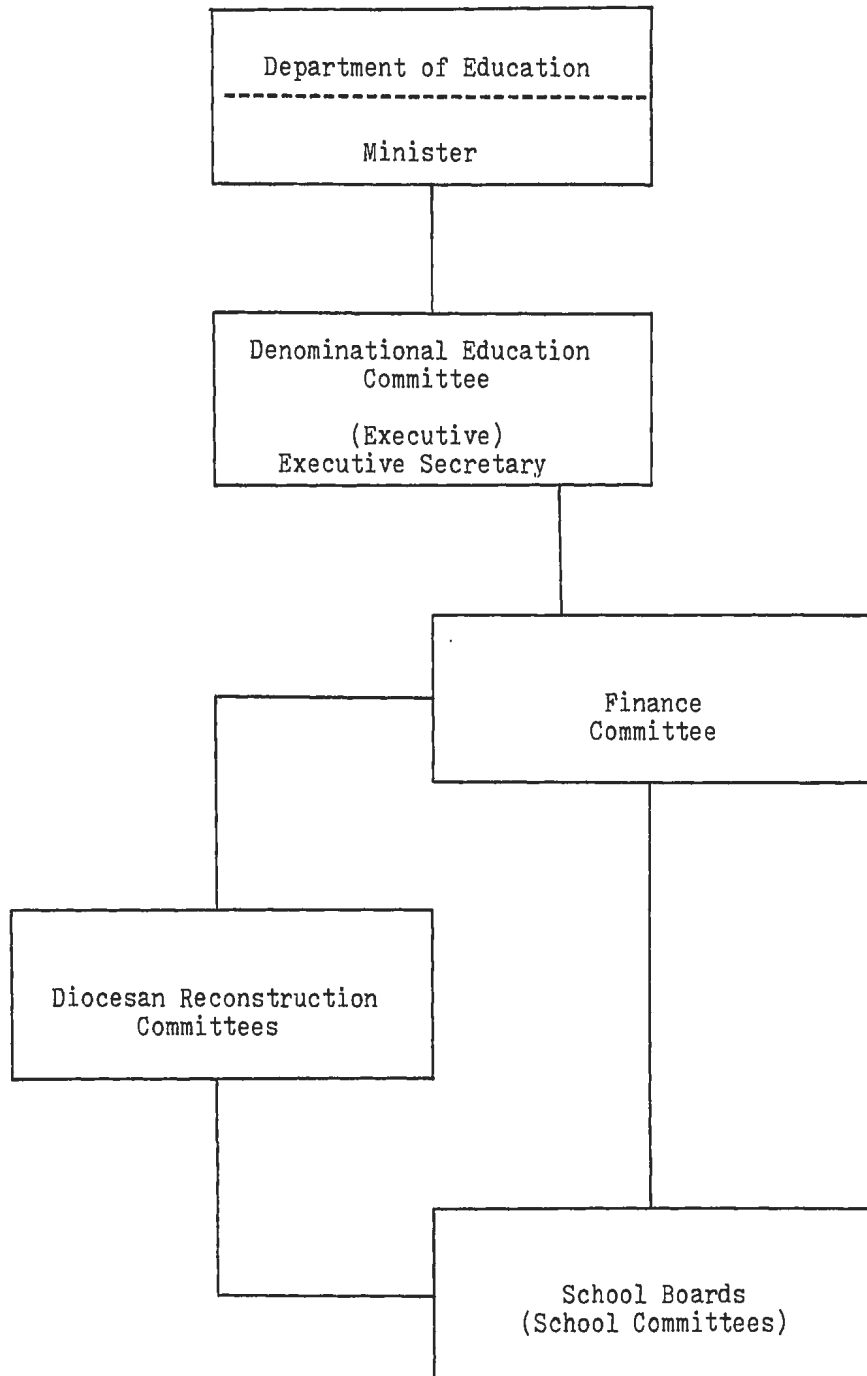 Department of Education
Minister
Denominational Education
Committee
(Executive)
Executive Secretary
Finance
Committee
Diocesan Reconstruction
Committees
School Boards
(School Committees)